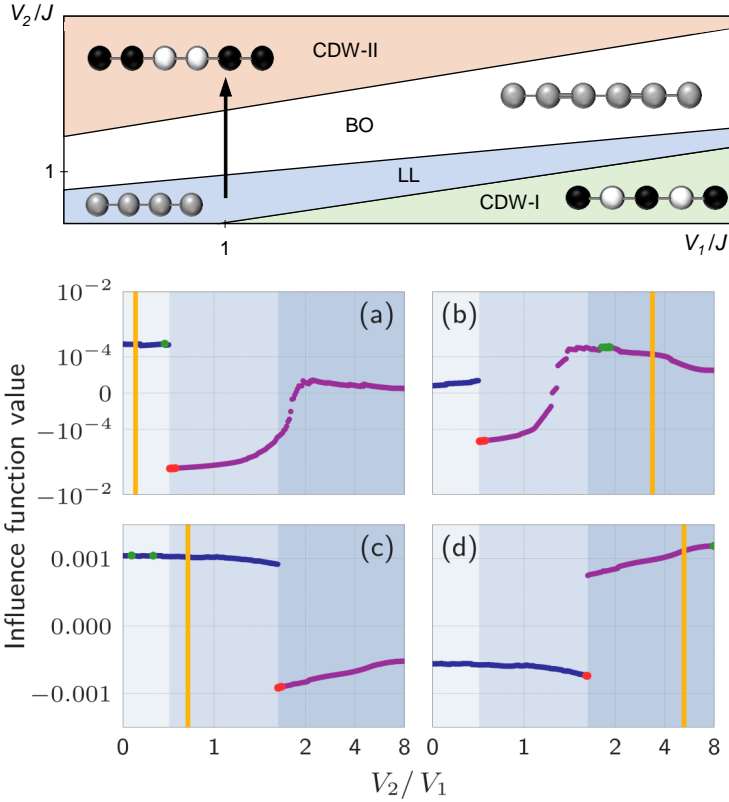 V₂/J
CDW-II
BO
1
LL
CDW-I
1
V₁/J
Influence function value
10⁻²
10⁻⁴
0
−10⁻⁴
−10⁻²
(a)
(b)
0.001
0.000
−0.001
(c)
(d)
0 1 2 4 8 0 1 2 4 8
V₂/V₁